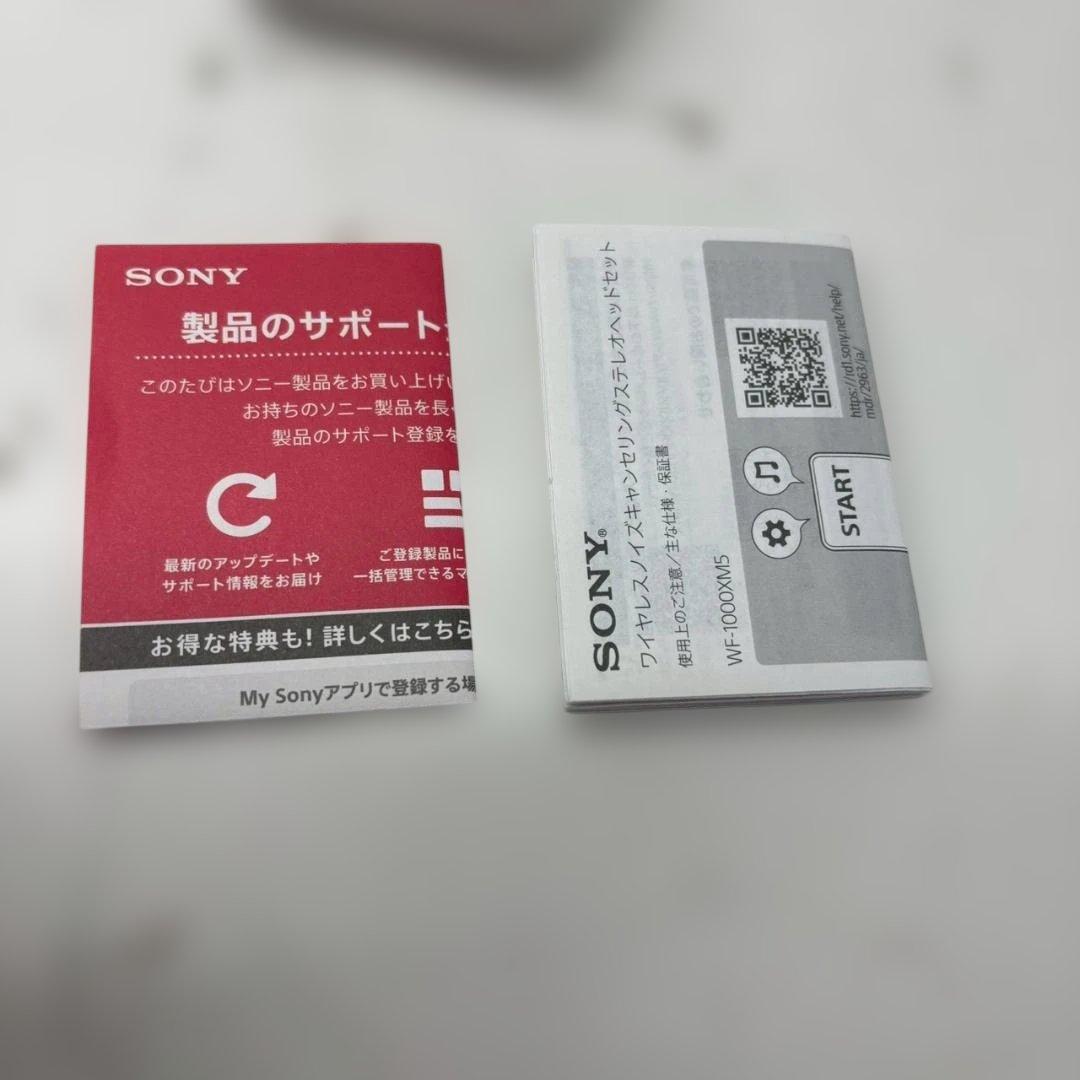 SONY
製品のサポート
このたびはソニー製品をお買い上げい
お持ちのソニー製品を長く
製品のサポート登録を
最新のアップデートや
サポート情報をお届け
ご登録製品に
一括管理できるマ
お得な特典も! 詳しくはこちら
My Sonyアプリで登録する場
SONY®
ワイヤレスノイズキャンセリングステレオヘッドセット
使用上のご注意／主な仕様・保証書
WF-1000XM5
START
https://rd1.sony.net/help/
mdr/2963/ja/